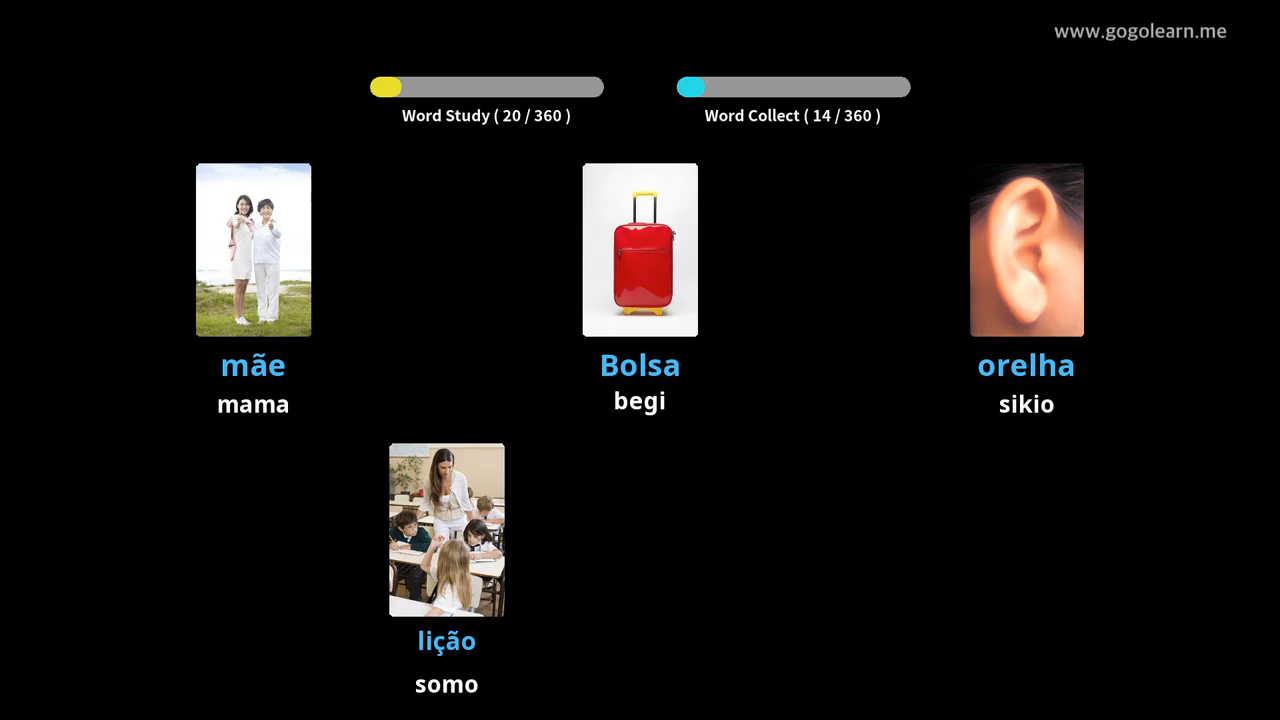 www.gogolearn.me
Word Study ( 20 / 360 )
Word Collect ( 14 / 360 )
mãe
mama
Bolsa
begi
orelha
sikio
lição
somo